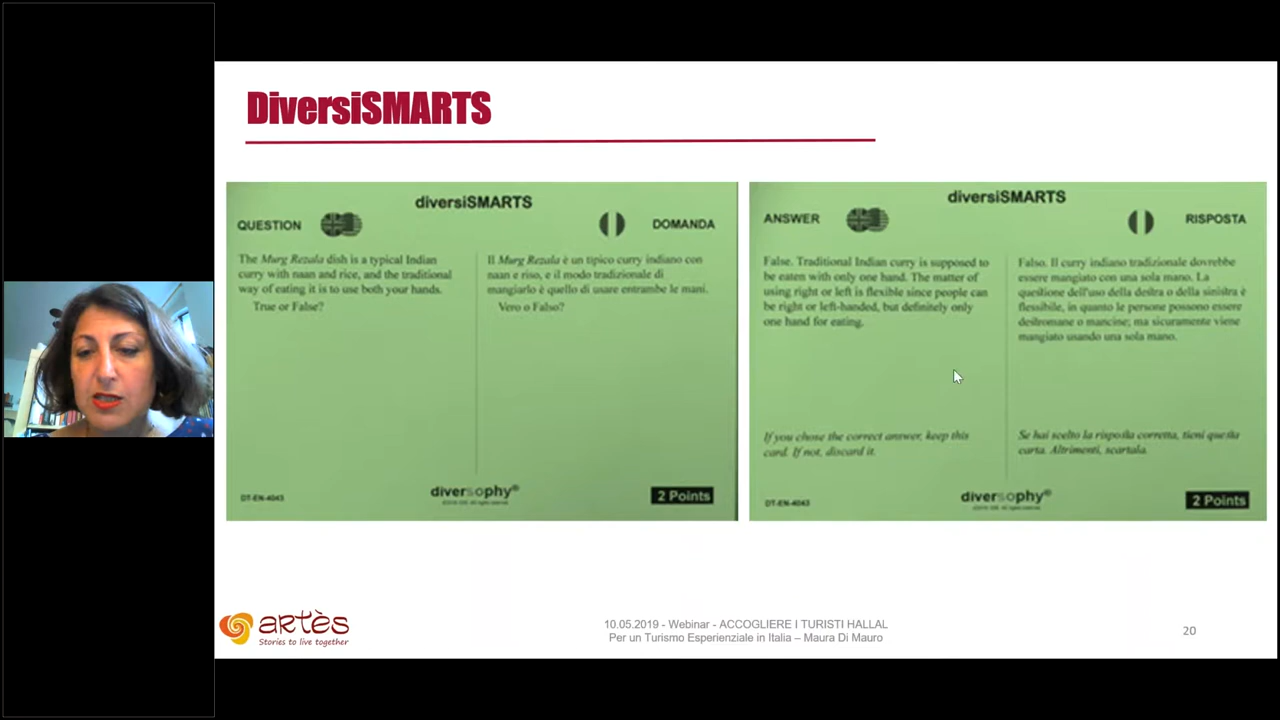 DiversiSMARTS
diversiSMARTS
QUESTION
DOMANDA
The Murg Rezala dish is a typical Indian
curry with naan and rice, and the traditional
way of eating it is to use both your hands.
True or False?
Il Murg Rezala è un tipico curry indiano con
naan e riso, e il modo tradizionale di
mangiarlo è quello di usare entrambe le mani.
Vero o Falso?
DT-EN-4043
diversophy®
2 Points
diversiSMARTS
ANSWER
RISPOSTA
False. Traditional Indian curry is supposed to
be eaten with only one hand. The matter of
using right or left is flexible since people can
be right or left-handed, but definitely only
one hand for eating.
Falso. Il curry indiano tradizionale dovrebbe
essere mangiato con una sola mano. La
questione dell'uso della destra o della sinistra è
flessibile, in quanto le persone possono essere
destromane o mancine; ma sicuramente viene
mangiato usando una sola mano.
If you chose the correct answer, keep this
card. If not, discard it.
Se hai scelto la risposta corretta, tieni questa
carta. Altrimenti, scartala.
DT-EN-4043
diversophy®
2 Points
artès
Stories to live together
10.05.2019 - Webinar - ACCOGLIERE I TURISTI HALLAL
Per un Turismo Esperienziale in Italia – Maura Di Mauro
20